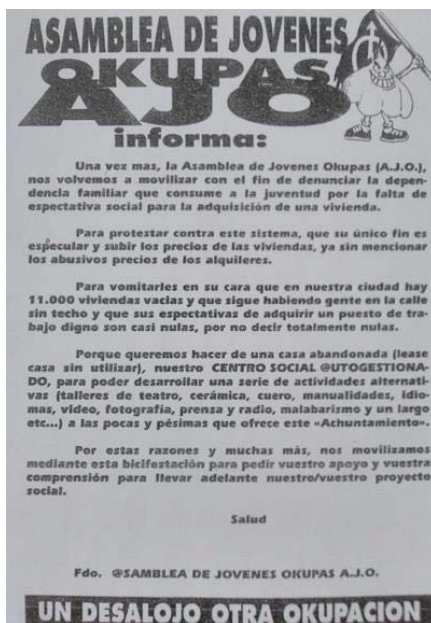 ASAMBLEA DE JOVENES
OKUPAS
AJO
informa:
Una vez mas, la Asamblea de Jovenes Okupas (A.J.O.),
nos volvemos a movilizar con el fin de denunciar la depen-
dencia familiar que consume a la juventud por la falta de
espectativa social para la adquisición de una vivienda.
Para protestar contra este sistema, que su único fin es
especular y subir los precios de las viviendas, ya sin mencionar
los abusivos precios de los alquileres.
Para vomitarles en su cara que en nuestra ciudad hay
11.000 viviendas vacias y que sigue habiendo gente en la calle
sin techo y que sus espectativas de adquirir un puesto de tra-
bajo digno son casi nulas, por no decir totalmente nulas.
Porque queremos hacer de una casa abandonada (lease
casa sin utilizar), nuestro CENTRO SOCIAL @UTOGESTIONA-
DO, para poder desarrollar una serie de actividades alternati-
vas (talleres de teatro, cerámica, cuero, manualidades, idio-
mas, video, fotografía, prensa y radio, malabarismo y un largo
etc...) a las pocas y pésimas que ofrece este «Achuntamiento».
Por estas razones y muchas más, nos movilizamos
mediante esta bicifestación para pedir vuestro apoyo y vuestra
comprensión para llevar adelante nuestro/vuestro proyecto
social.
Salud
Fdo. @SAMBLEA DE JOVENES OKUPAS A.J.O.
UN DESALOJO OTRA OKUPACION